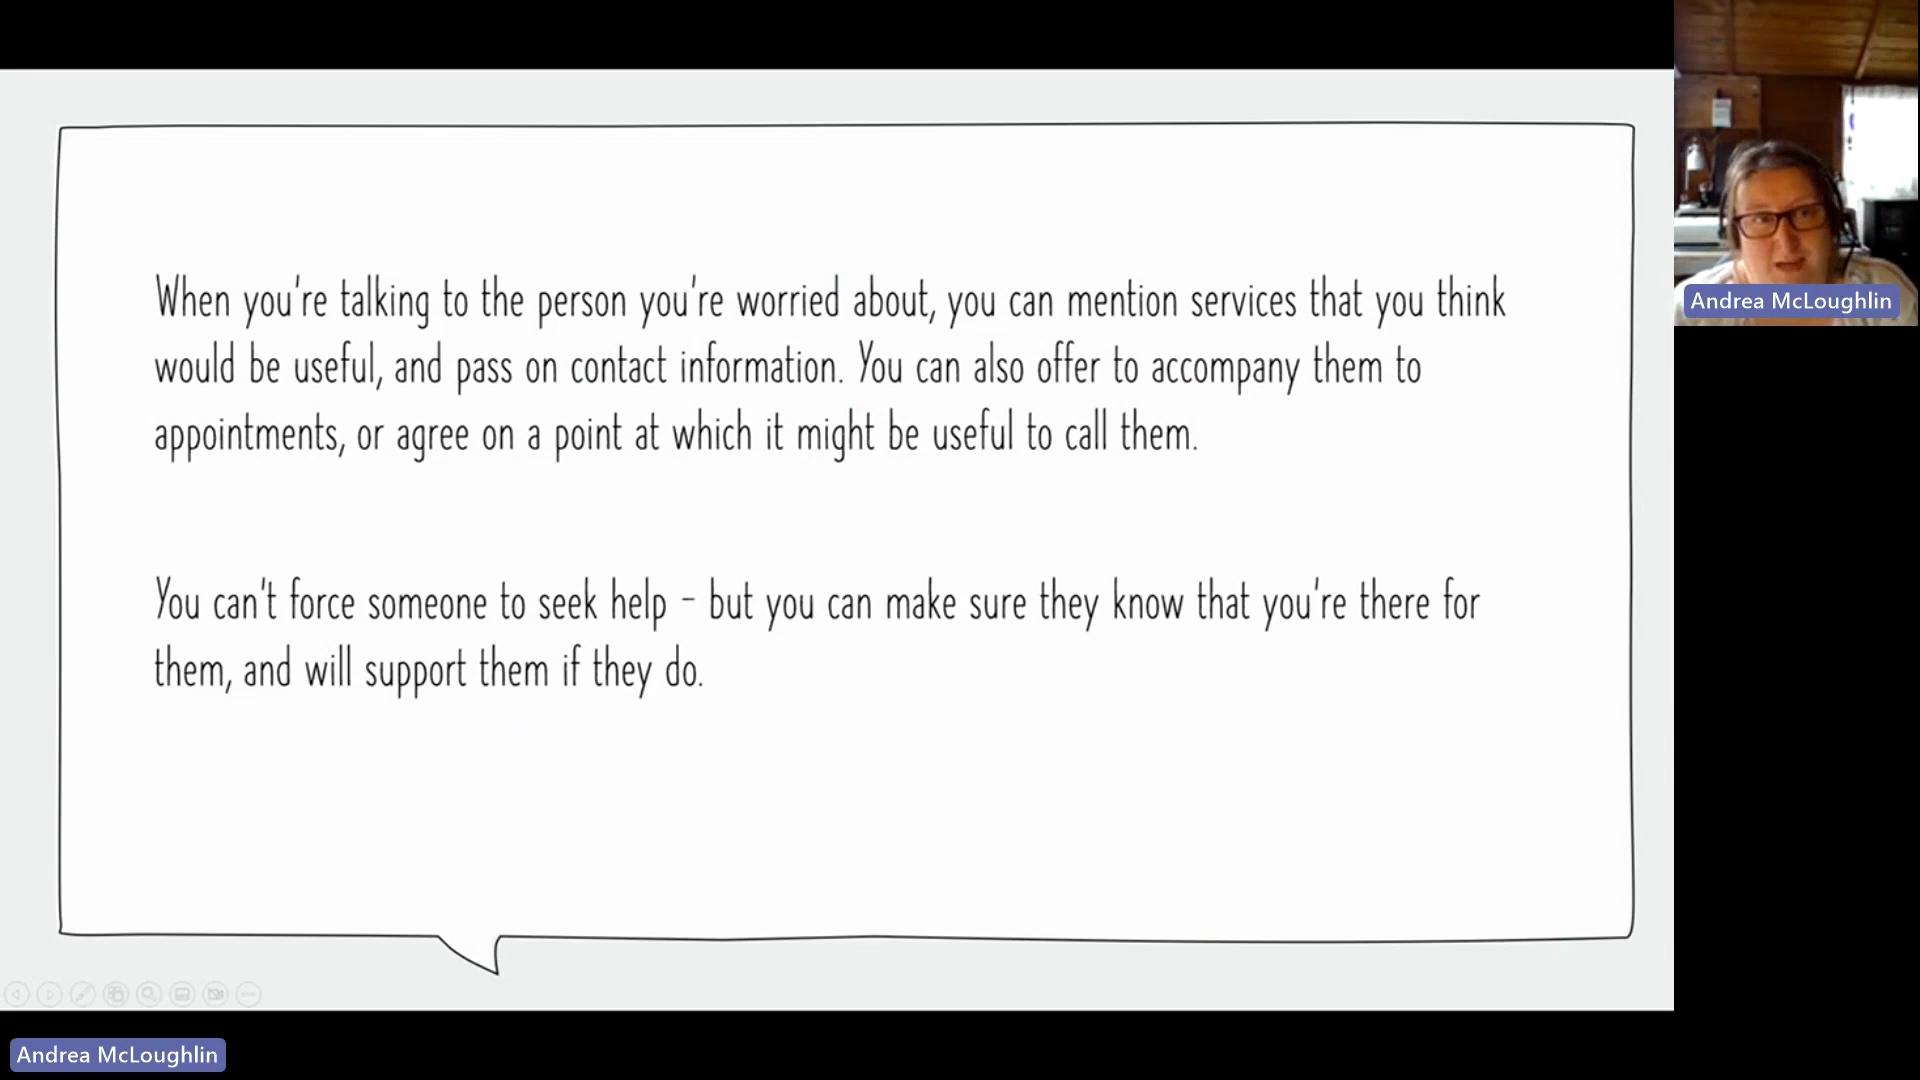 When you're talking to the person you're worried about, you can mention services that you think
would be useful, and pass on contact information. You can also offer to accompany them to
appointments, or agree on a point at which it might be useful to call them.
You can't force someone to seek help - but you can make sure they know that you're there for
them, and will support them if they do.
Andrea McLoughlin
Andrea McLoughlin